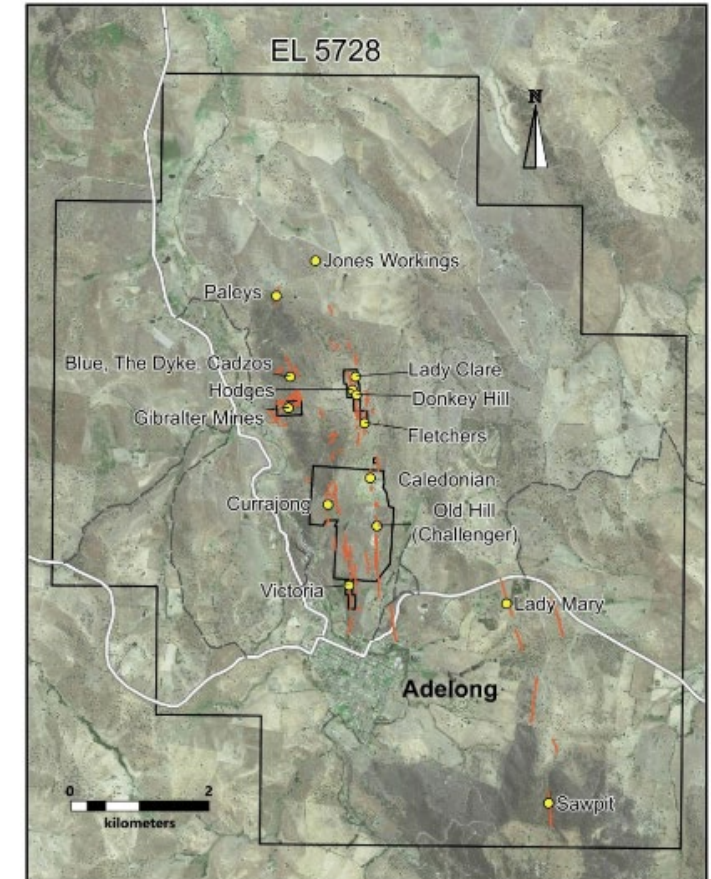 EL 5728
N
Jones Workings
Paleys
Blue, The Dyke, Cadzos
Lady Clare
Hodges
Donkey Hill
Gibralter Mines
Fletchers
Caledonian
Currajong
Old Hill
(Challenger)
Victoria
Lady Mary
Adelong
0 2
kilometers
Sawpit